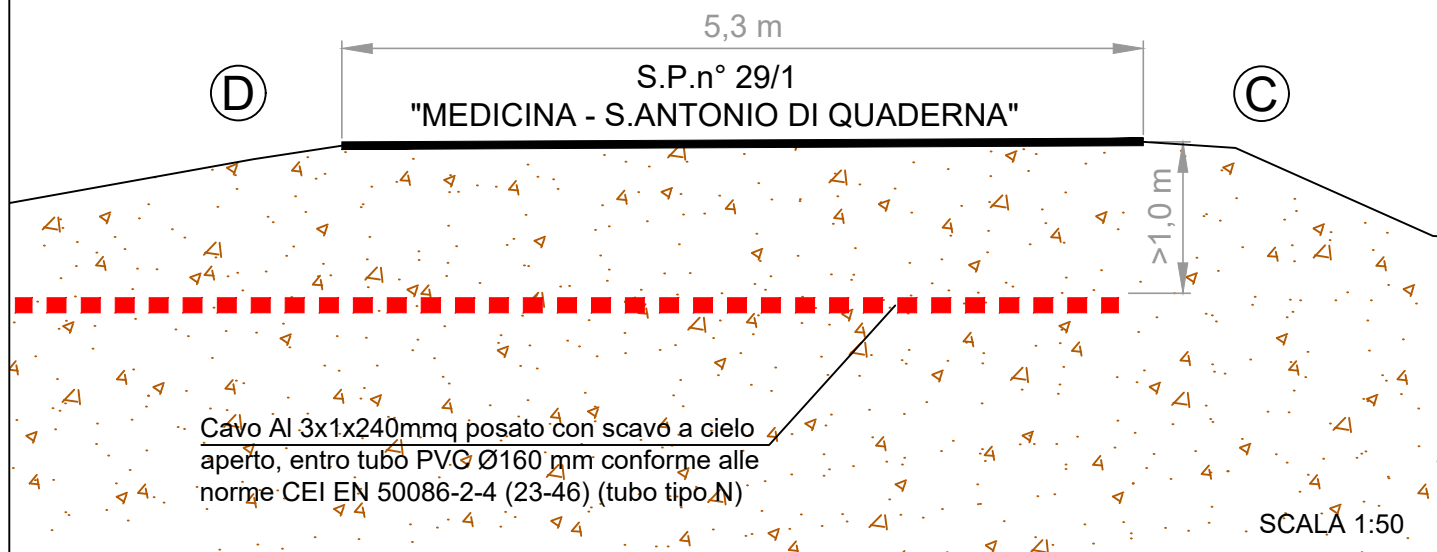 5,3 m
D
S.P.n° 29/1
C
"MEDICINA - S.ANTONIO DI QUADERNA"
>1,0 m
Cavo Al 3x1x240mmq posato con scavo a cielo
aperto, entro tubo PVC Ø160 mm conforme alle
norme CEI EN 50086-2-4 (23-46) (tubo tipo N)
SCALA 1:50